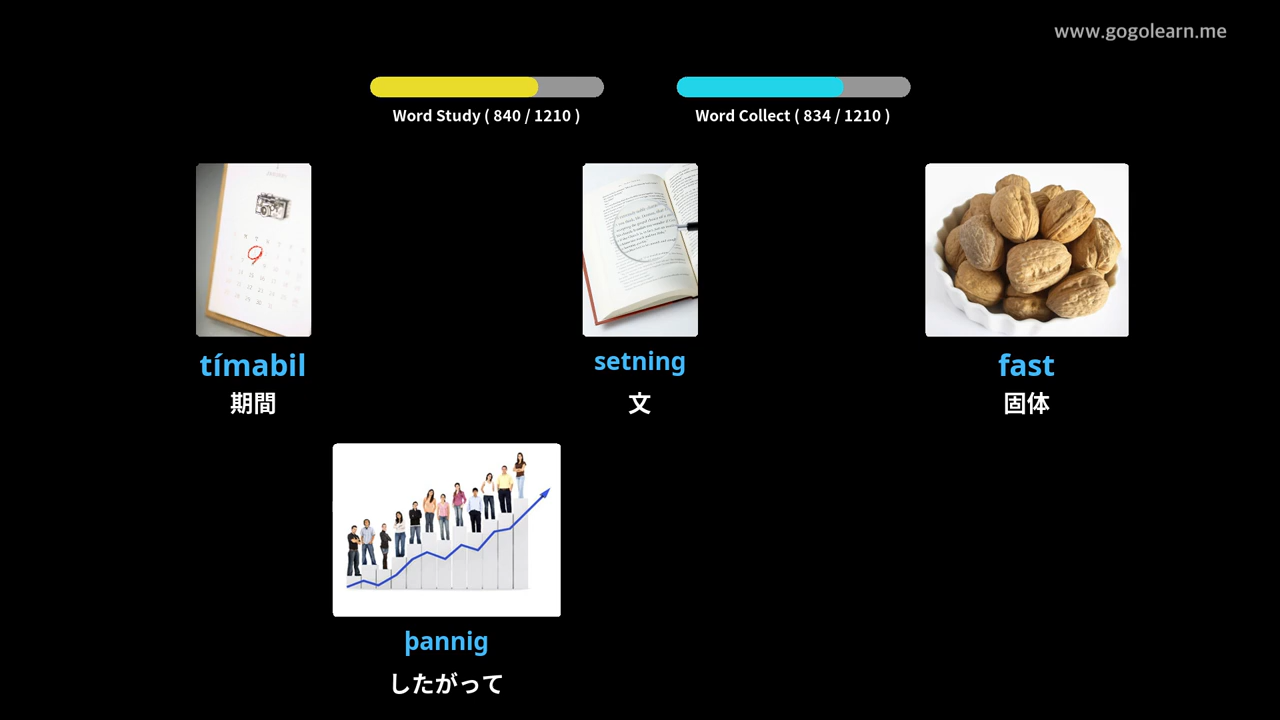 www.gogolearn.me
Word Study ( 840 / 1210 )
Word Collect ( 834 / 1210 )
tímabil
期間
setning
文
fast
固体
þannig
したがって